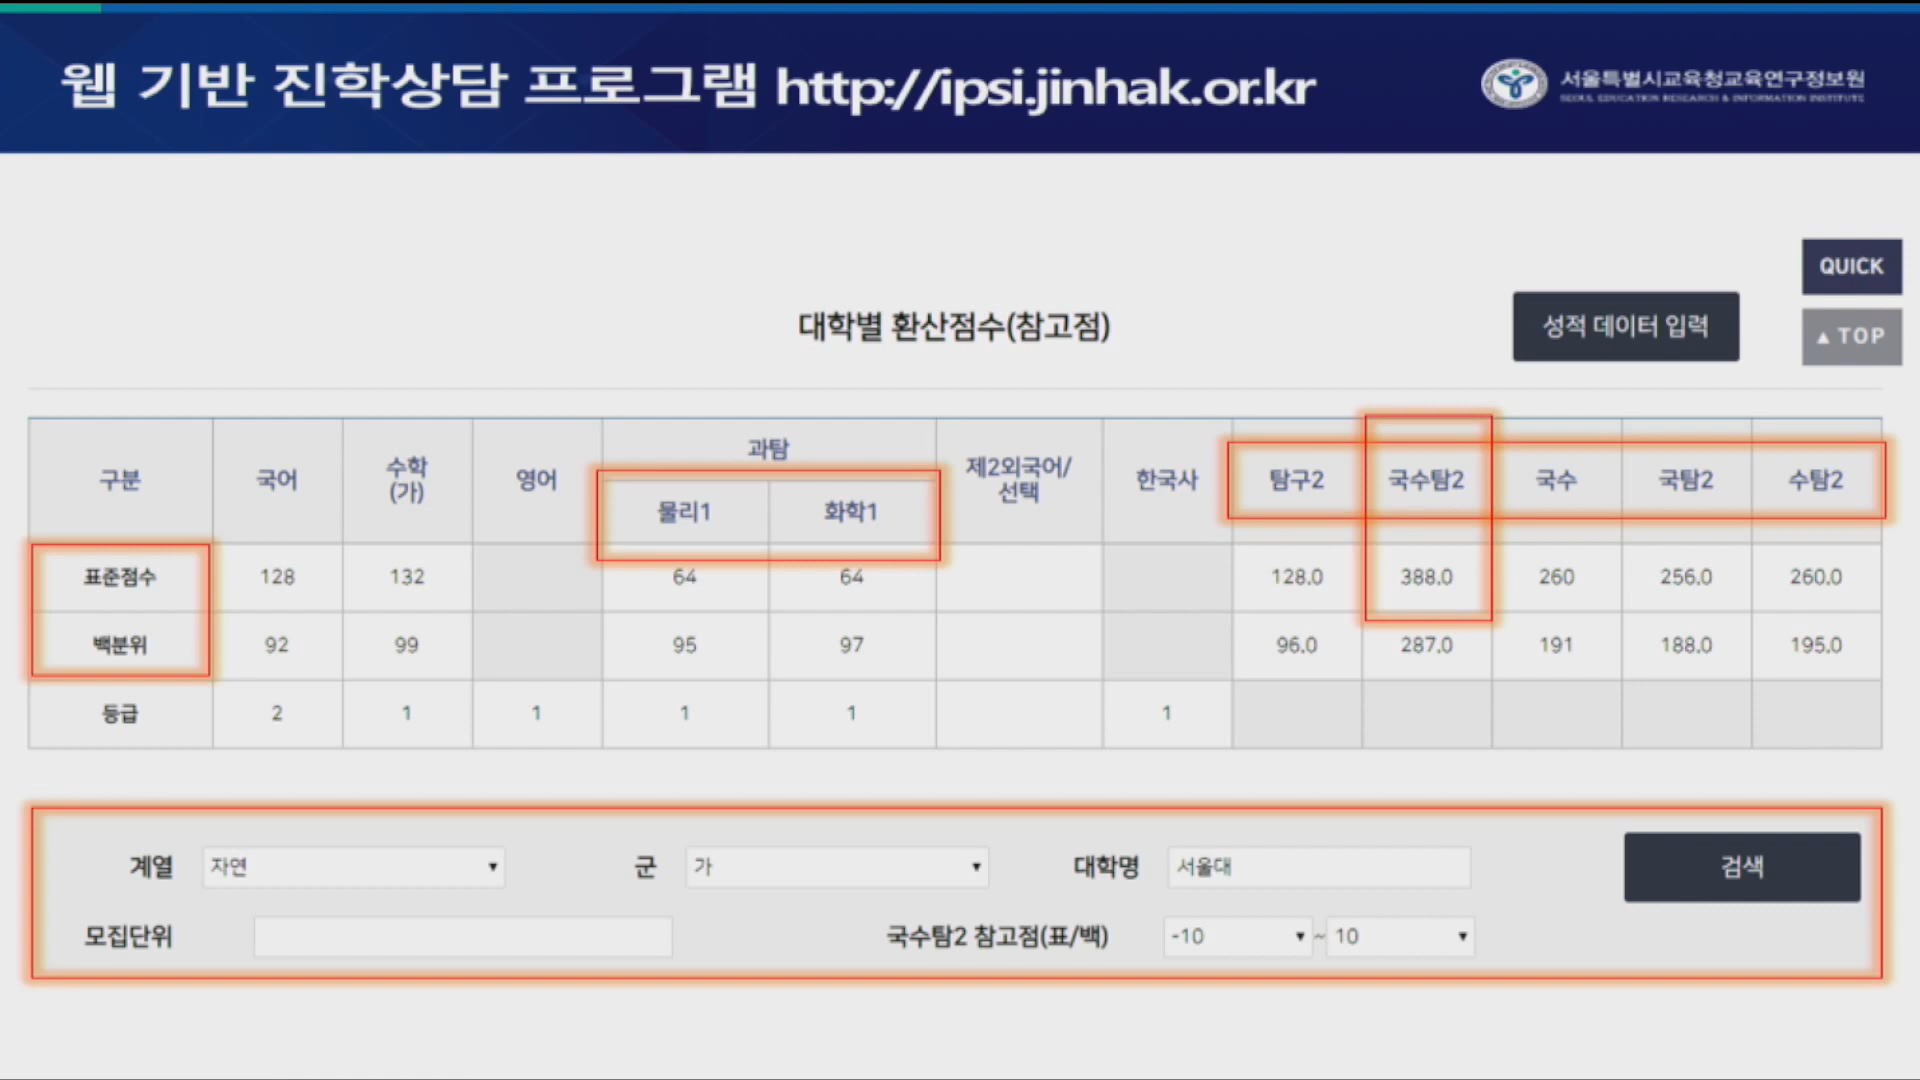 웹 기반 진학상담 프로그램 http://ipsi.jinhak.or.kr
서울특별시교육청교육연구정보원
SEOUL EDUCATION RESEARCH & INFORMATION INSTITUTE
QUICK
▲ TOP
대학별 환산점수(참고점)
성적 데이터 입력
구분 국어 수학(가) 영어 과탐 물리1 화학1 제2외국어/선택 한국사 탐구2 국수탐2 국수 국탐2 수탐2
표준점수 128 132 64 64 128.0 388.0 260 256.0 260.0
백분위 92 99 95 97 96.0 287.0 191 188.0 195.0
등급 2 1 1 1 1 1
계열 자연 ▼ 군 가 ▼ 대학명 서울대 검색
모집단위 국수탐2 참고점(표/백) -10 ▼ ~ 10 ▼